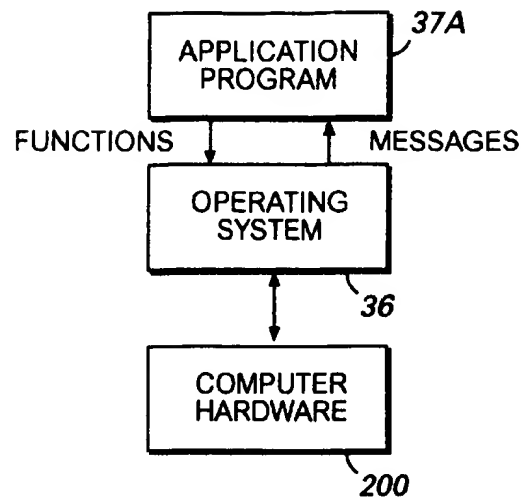 37A
APPLICATION
PROGRAM
FUNCTIONS
MESSAGES
OPERATING
SYSTEM
36
COMPUTER
HARDWARE
200